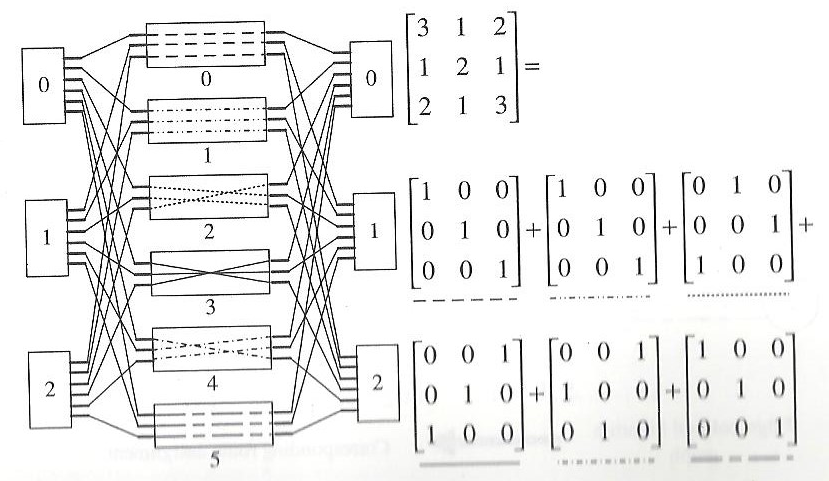 0
1
2
0
1
2
3
4
5
0
1
2
[3 1 2]
[1 2 1] =
[2 1 3]
[1 0 0] [1 0 0] [0 1 0]
[0 1 0] + [0 1 0] + [0 0 1] +
[0 0 1] [0 0 1] [1 0 0]
[0 0 1] [0 0 1] [1 0 0]
[0 1 0] + [1 0 0] + [0 1 0]
[1 0 0] [0 1 0] [0 0 1]